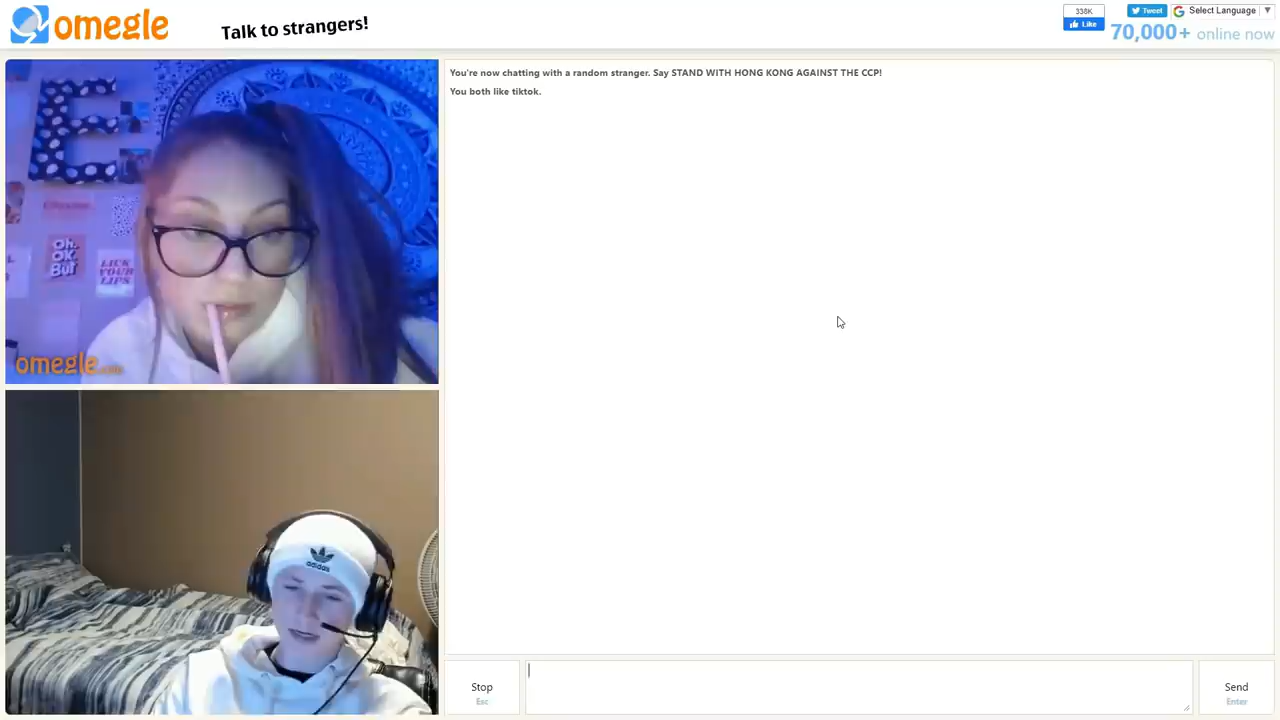 omegle
Talk to strangers!
338K
Like
Tweet
Select Language ▼
70,000+ online now
You're now chatting with a random stranger. Say STAND WITH HONG KONG AGAINST THE CCP!
You both like tiktok.
E
Oh.
OK.
BUT
LICK
YOUR
LIPS
omegle.com
adidas
Stop
Esc
Send
Enter